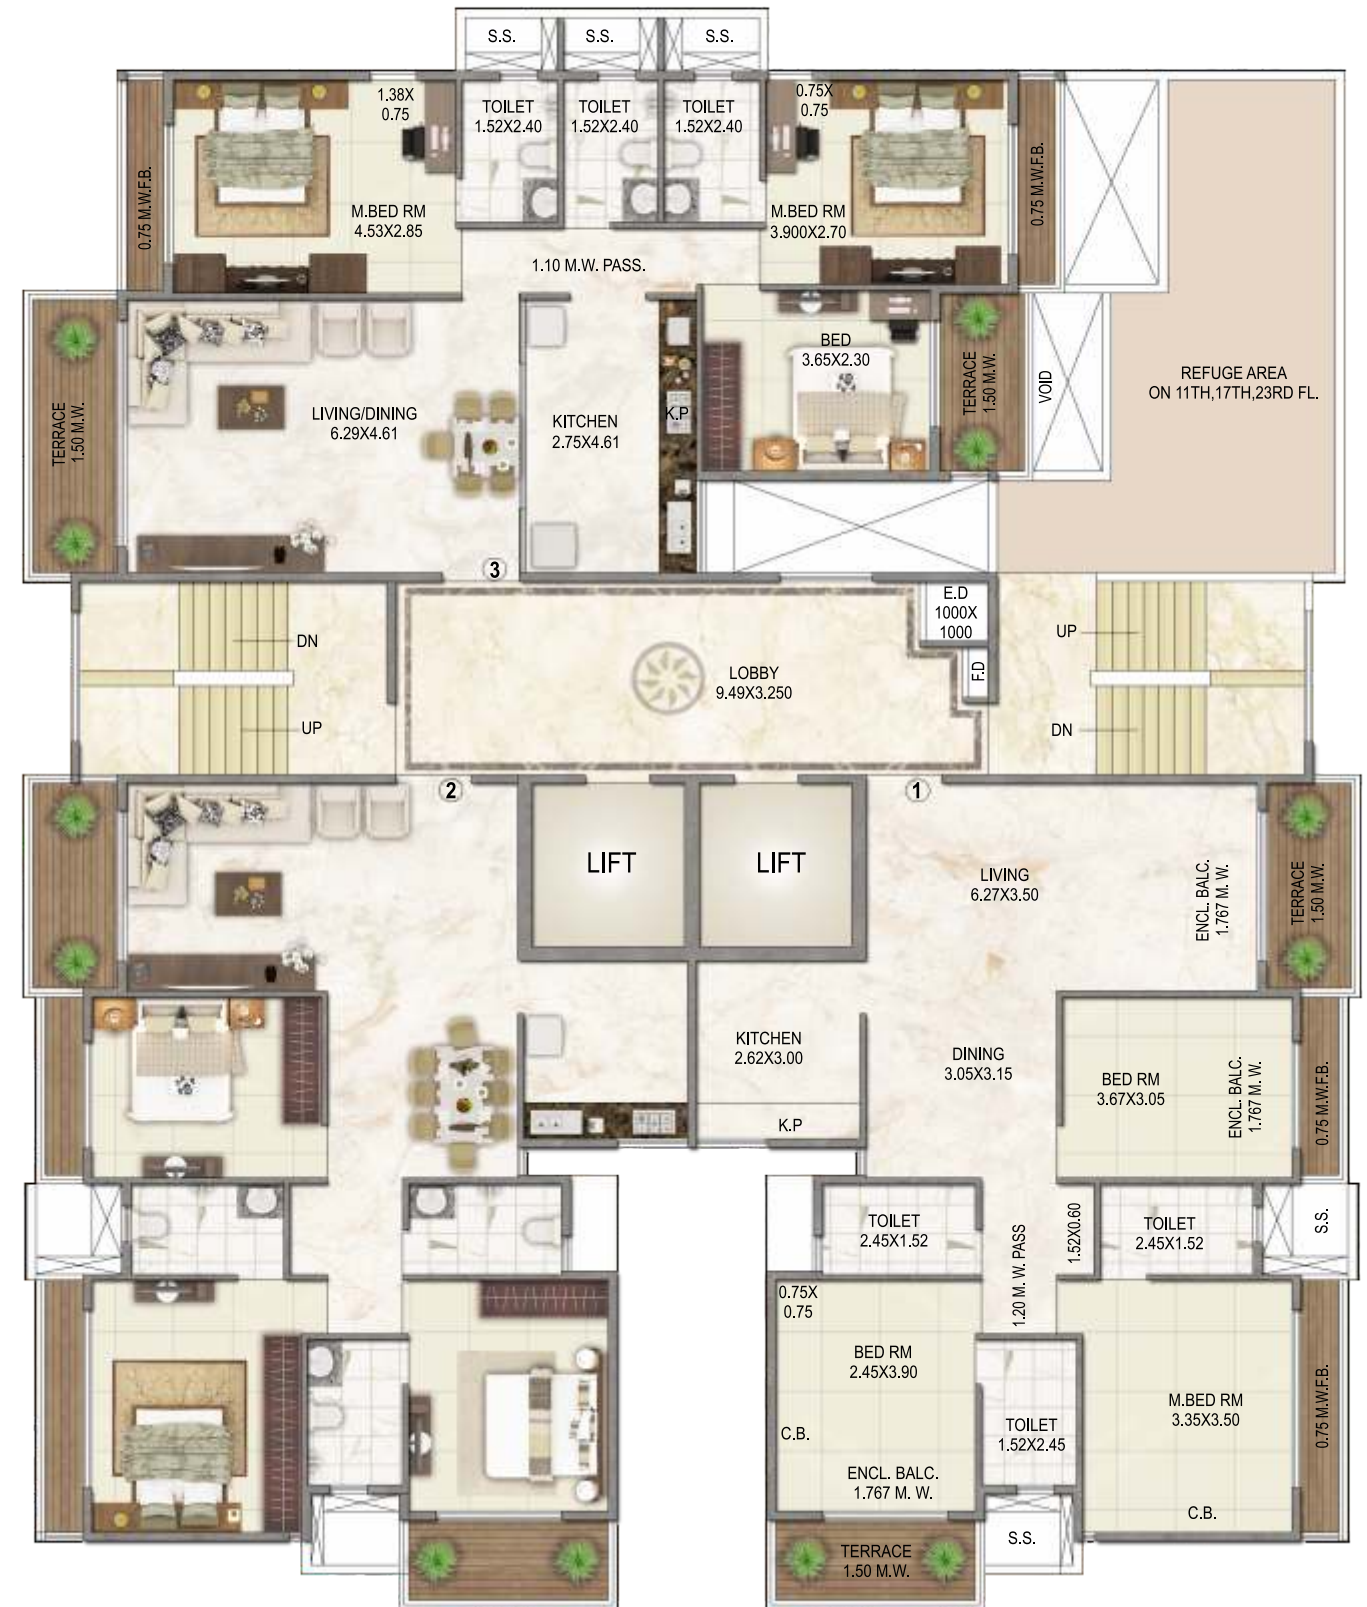 S.S.
S.S.
S.S.
1.38X
0.75
TOILET
1.52X2.40
TOILET
1.52X2.40
TOILET
1.52X2.40
0.75X
0.75
0.75 M.W.F.B.
M.BED RM
4.53X2.85
M.BED RM
3.900X2.70
0.75 M.W.F.B.
1.10 M.W. PASS.
TERRACE
1.50 M.W.
LIVING/DINING
6.29X4.61
KITCHEN
2.75X4.61
K.P
BED
3.65X2.30
TERRACE
1.50 M.W.
VOID
REFUGE AREA
ON 11TH,17TH,23RD FL.
3
E.D
1000X
1000
DN
UP
LOBBY
9.49X3.250
F.D
UP
DN
2
1
LIFT
LIFT
LIVING
6.27X3.50
ENCL. BALC.
1.767 M. W.
TERRACE
1.50 M.W.
KITCHEN
2.62X3.00
DINING
3.05X3.15
BED RM
3.67X3.05
ENCL. BALC.
1.767 M. W.
0.75 M.W.F.B.
K.P
TOILET
2.45X1.52
1.52X0.60
TOILET
2.45X1.52
S.S.
1.20 M. W. PASS
0.75X
0.75
BED RM
2.45X3.90
M.BED RM
3.35X3.50
0.75 M.W.F.B.
C.B.
TOILET
1.52X2.45
ENCL. BALC.
1.767 M. W.
C.B.
TERRACE
1.50 M.W.
S.S.